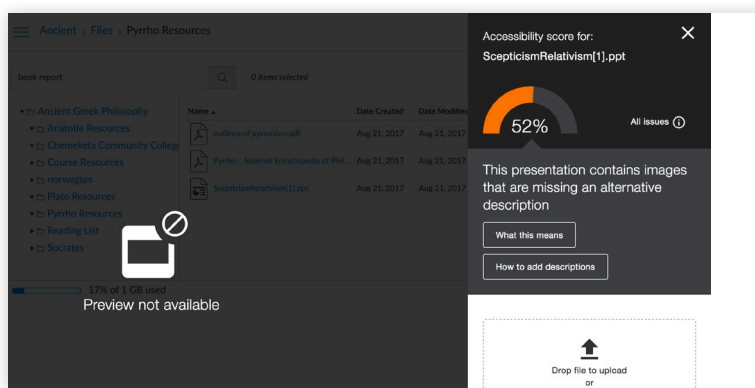 Ancient > Files > Pyrrho Resources
book report
0 items selected
Ancient Greek Philosophy
Aristotle Resources
Chemeketa Community College
Course Resources
norwegian
Plato Resources
Pyrrho Resources
Reading List
Socrates
Name Date Created Date Modified
outlines of pyrronism.pdf Aug 21, 2017 Aug 21, 2017
Pyrrho _ Internet Encyclopedia of Phil... Aug 21, 2017 Aug 21, 2017
ScepticismRelativism[1].ppt Aug 21, 2017 Aug 21, 2017
17% of 1 GB used
Preview not available
Accessibility score for:
ScepticismRelativism[1].ppt
52%
All issues
This presentation contains images
that are missing an alternative
description
What this means
How to add descriptions
Drop file to upload
or